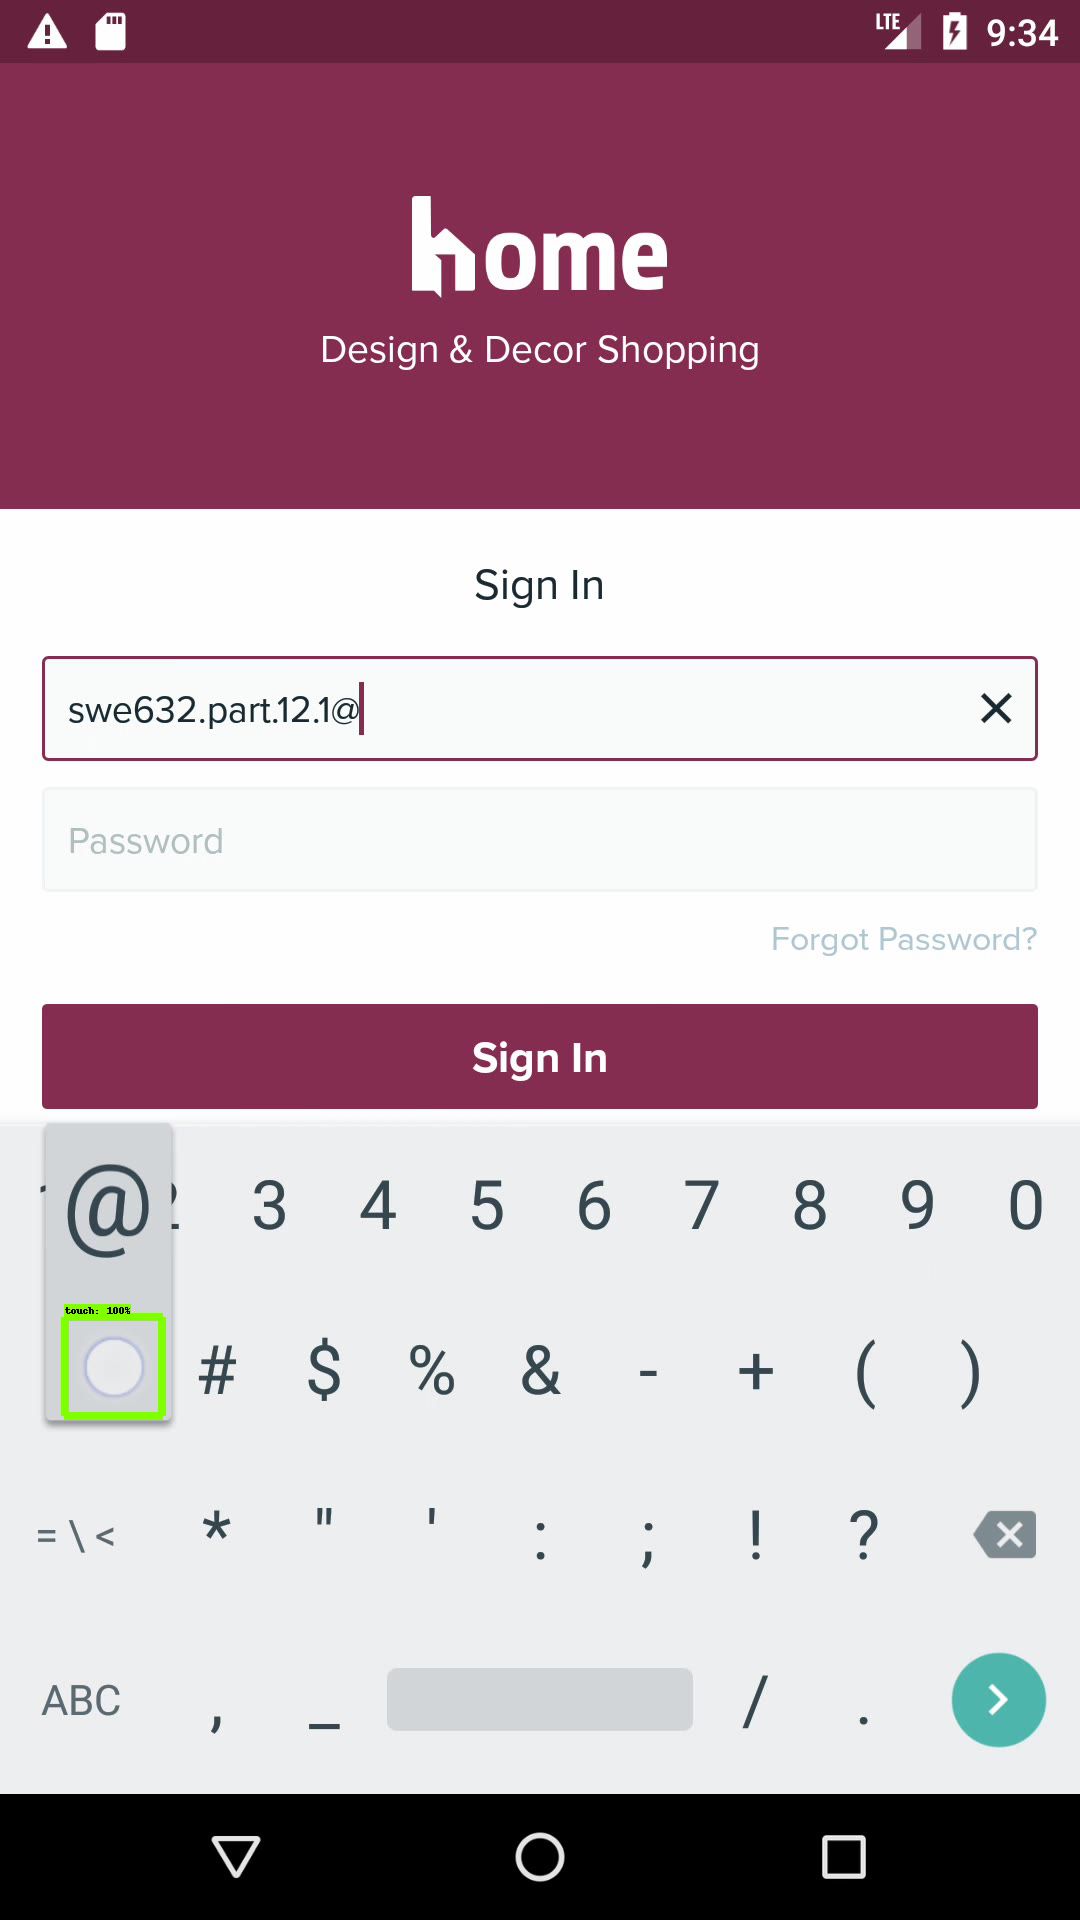 LTE 9:34
home
Design & Decor Shopping
Sign In
swe632.part.12.1@
Password
Forgot Password?
Sign In
@ 3 4 5 6 7 8 9 0
touch: 100%
# $ % & - + ( )
= \ < * " ' : ; ! ?
ABC , _ / .